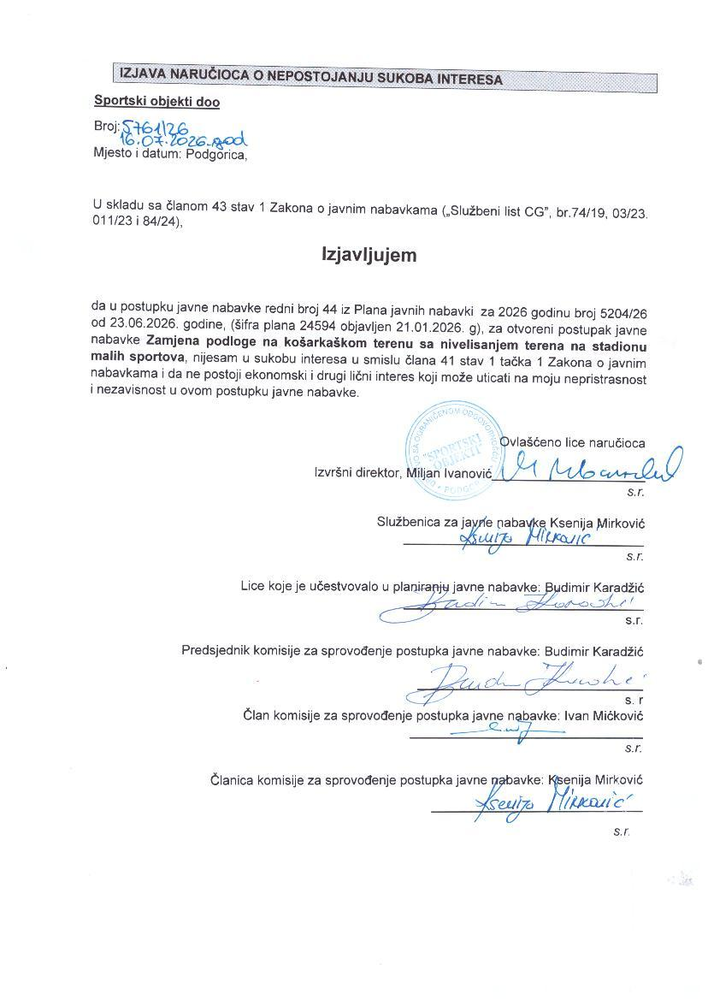 IZJAVA NARUČIOCA O NEPOSTOJANJU SUKOBA INTERESA
Sportski objekti doo
Broj: 5761/26
16.07.2026.god
Mjesto i datum: Podgorica,
U skladu sa članom 43 stav 1 Zakona o javnim nabavkama („Službeni list CG”, br.74/19, 03/23.
011/23 i 84/24),
Izjavljujem
da u postupku javne nabavke redni broj 44 iz Plana javnih nabavki za 2026 godinu broj 5204/26
od 23.06.2026. godine, (šifra plana 24594 objavljen 21.01.2026. g), za otvoreni postupak javne
nabavke Zamjena podloge na košarkaškom terenu sa nivelisanjem terena na stadionu
malih sportova, nijesam u sukobu interesa u smislu člana 41 stav 1 tačka 1 Zakona o javnim
nabavkama i da ne postoji ekonomski i drugi lični interes koji može uticati na moju nepristrasnost
i nezavisnost u ovom postupku javne nabavke.
"SPORTSKI OBJEKTI"
Ovlašćeno lice naručioca
Izvršni direktor, Miljan Ivanović
s.r.
Službenica za javne nabavke Ksenija Mirković
Ksenija Mirković
s.r.
Lice koje je učestvovalo u planiranju javne nabavke: Budimir Karadžić
s.r.
Predsjednik komisije za sprovođenje postupka javne nabavke: Budimir Karadžić
s. r
Član komisije za sprovođenje postupka javne nabavke: Ivan Mićković
s.r.
Članica komisije za sprovođenje postupka javne nabavke: Ksenija Mirković
Ksenija Mirković
s.r.